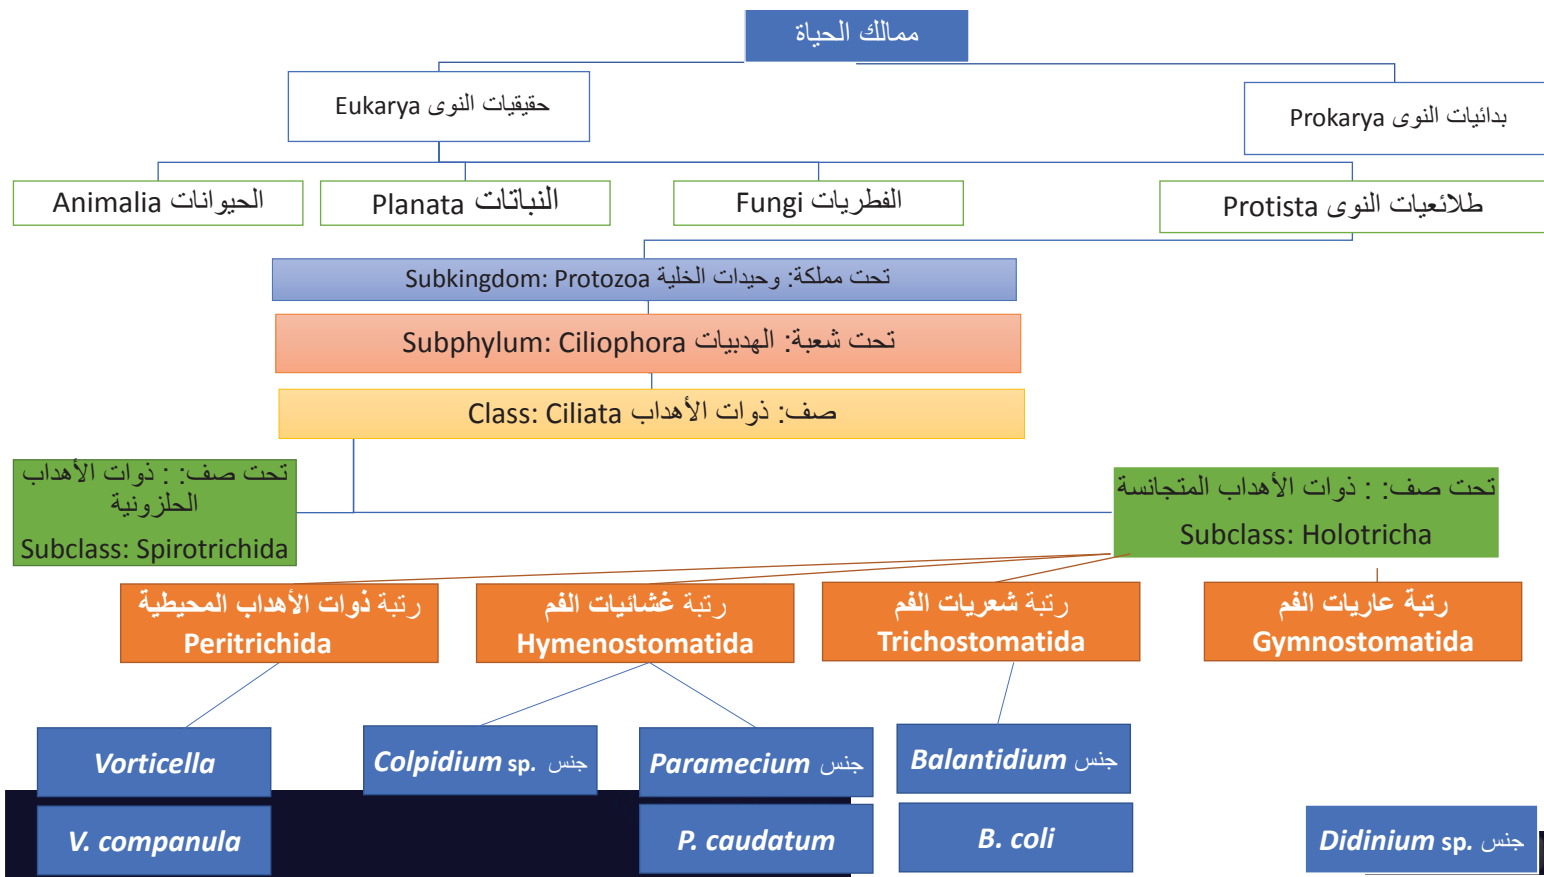 ممالك الحياة
حقيقيات النوى Eukarya
بدائيات النوى Prokarya
الحيوانات Animalia
النباتات Planata
الفطريات Fungi
طلائعيات النوى Protista
تحت مملكة: وحيدات الخلية Subkingdom: Protozoa
تحت شعبة: الهدبيات Subphylum: Ciliophora
صف: ذوات الأهداب Class: Ciliata
تحت صف: : ذوات الأهداب
الحلزونية
Subclass: Spirotrichida
تحت صف: : ذوات الأهداب المتجانسة
Subclass: Holotricha
رتبة ذوات الأهداب المحيطية
Peritrichida
رتبة غشائيات الفم
Hymenostomatida
رتبة شعريات الفم
Trichostomatida
رتبة عاريات الفم
Gymnostomatida
Vorticella
جنس Colpidium sp.
جنس Paramecium
جنس Balantidium
V. companula
P. caudatum
B. coli
جنس Didinium sp.